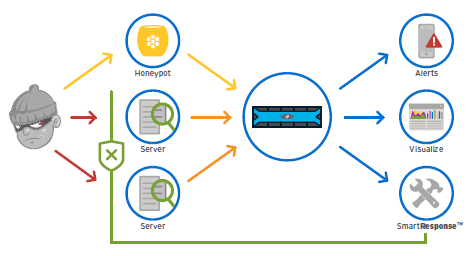 Honeypot
Alerts
Server
Visualize
Server
SmartResponse™